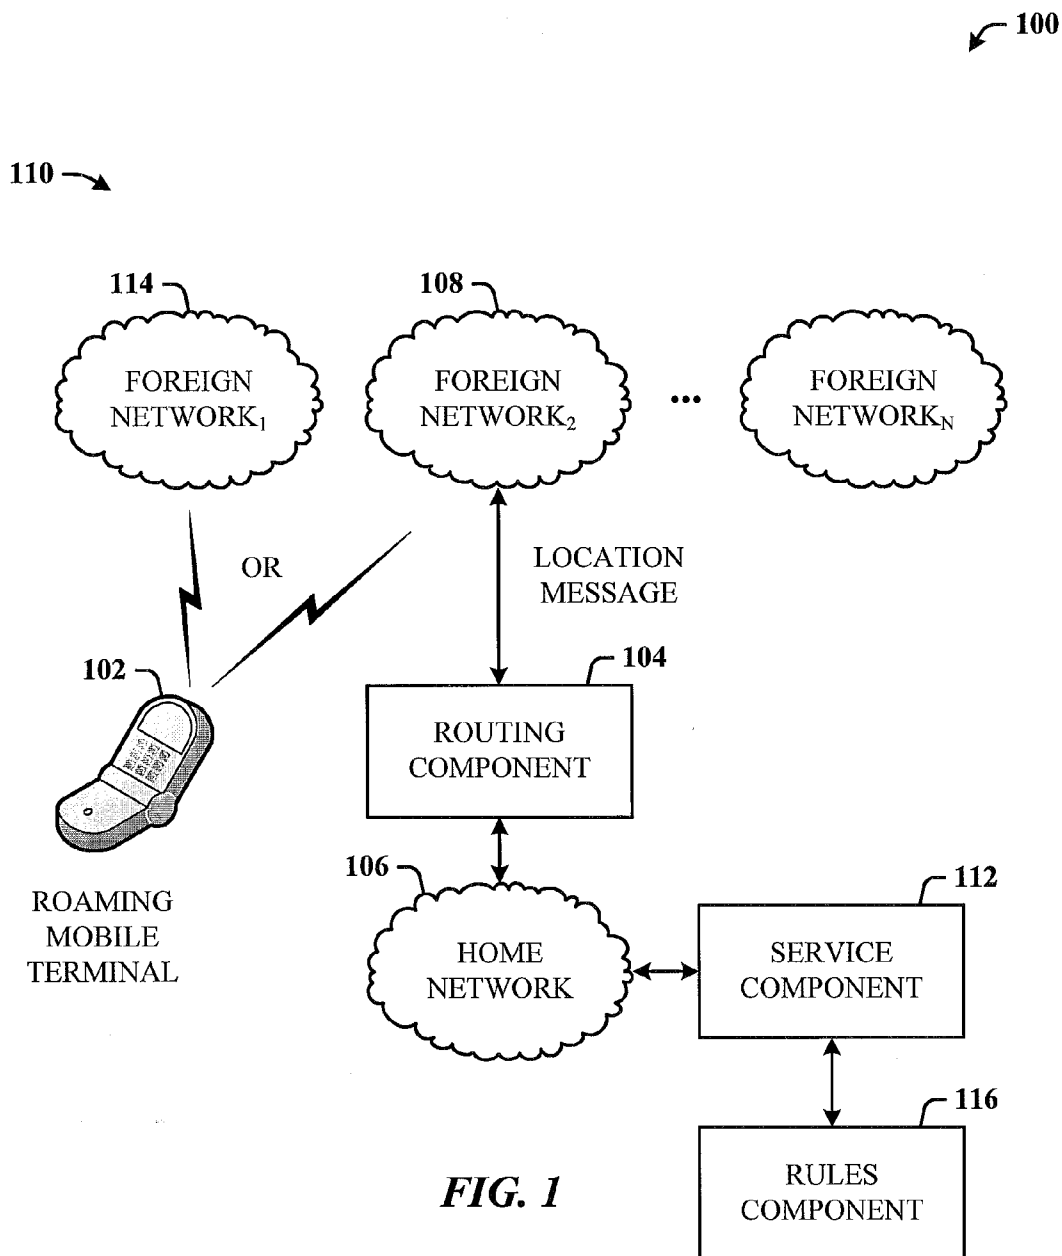 100
110
114
108
FOREIGN
NETWORK₁
FOREIGN
NETWORK₂
...
FOREIGN
NETWORKN
OR
LOCATION
MESSAGE
102
104
ROUTING
COMPONENT
ROAMING
MOBILE
TERMINAL
106
HOME
NETWORK
112
SERVICE
COMPONENT
116
RULES
COMPONENT
FIG. 1